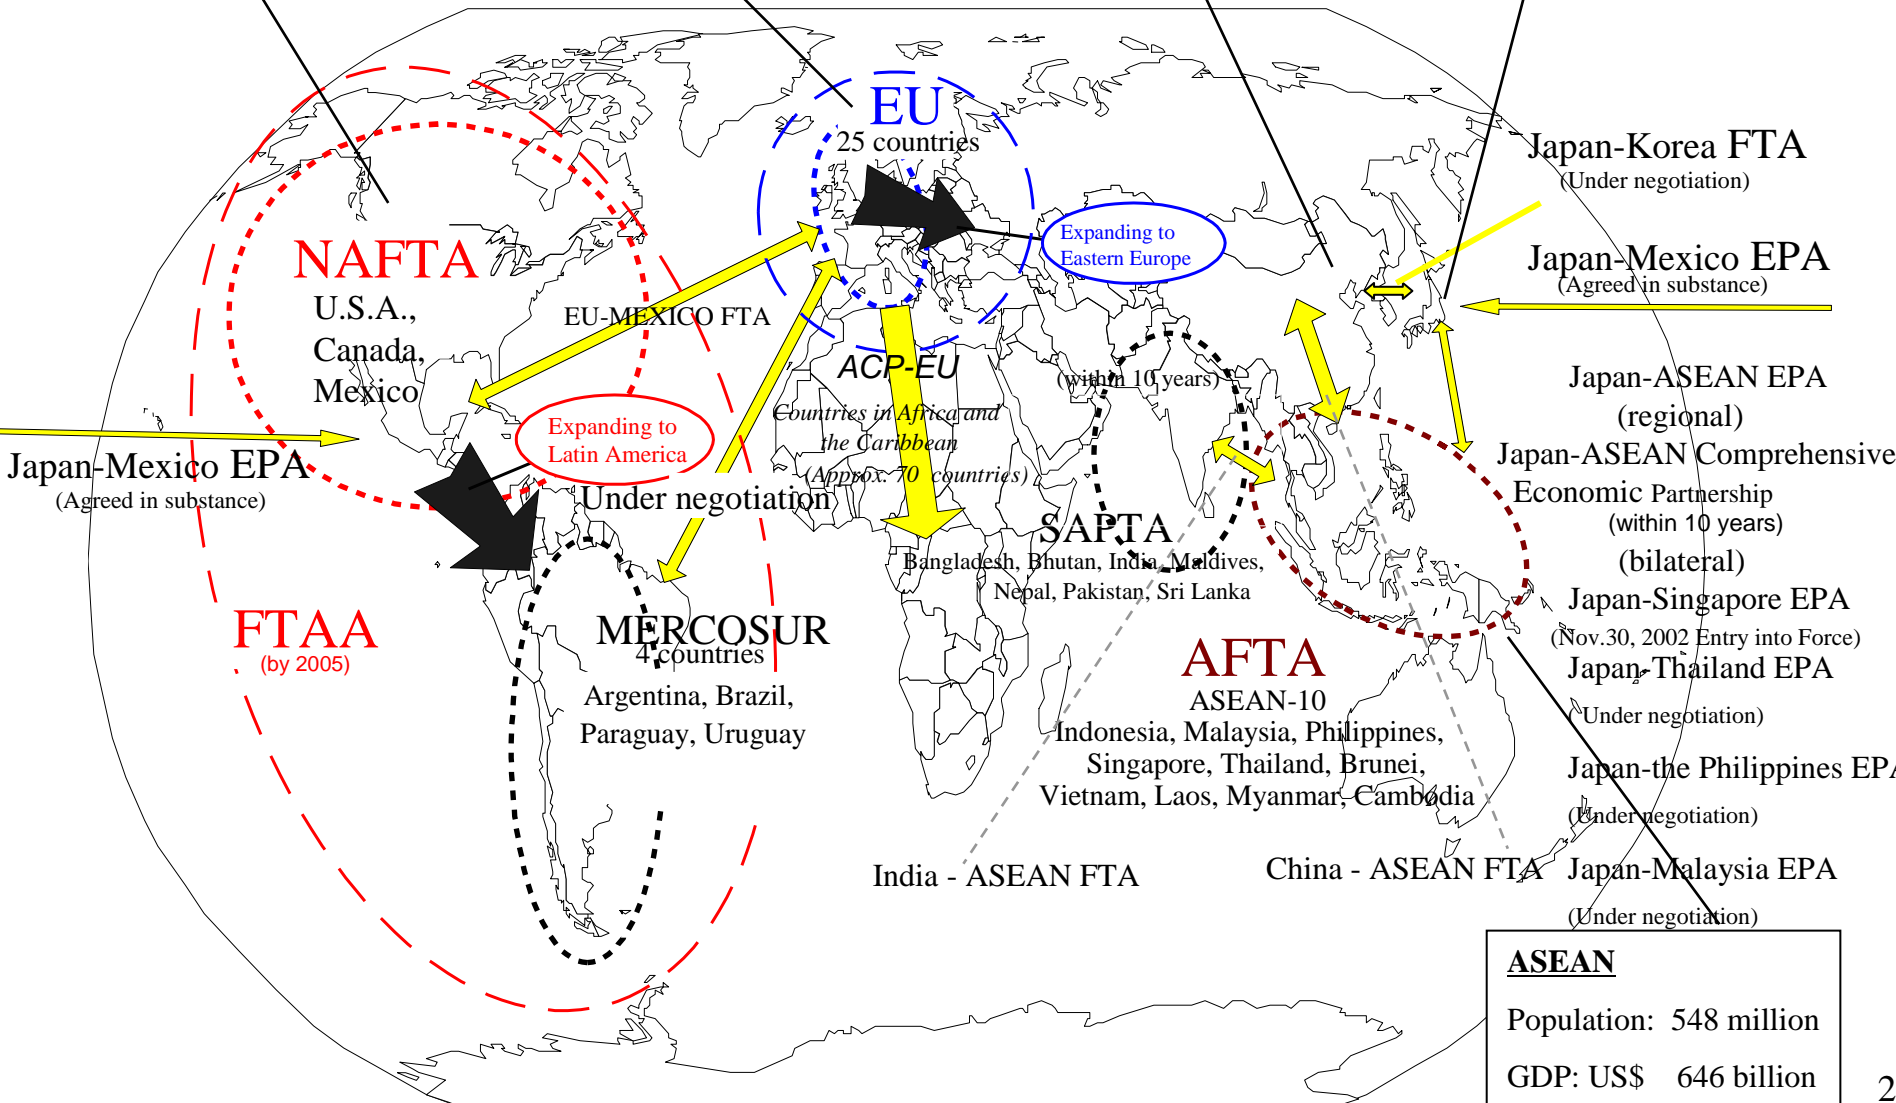 EU
25 countries
Expanding to
Eastern Europe
NAFTA
U.S.A.,
Canada,
Mexico
EU-MEXICO FTA
Expanding to
Latin America
Japan-Mexico EPA
(Agreed in substance)
Under negotiation
ACP-EU
Countries in Africa and
the Caribbean
(Approx. 70 countries)
(within 10 years)
SAPTA
Bangladesh, Bhutan, India, Maldives,
Nepal, Pakistan, Sri Lanka
FTAA
(by 2005)
MERCOSUR
4 countries
Argentina, Brazil,
Paraguay, Uruguay
AFTA
ASEAN-10
Indonesia, Malaysia, Philippines,
Singapore, Thailand, Brunei,
Vietnam, Laos, Myanmar, Cambodia
India - ASEAN FTA
China - ASEAN FTA
Japan-Korea FTA
(Under negotiation)
Japan-Mexico EPA
(Agreed in substance)
Japan-ASEAN EPA
(regional)
Japan-ASEAN Comprehensive
Economic Partnership
(within 10 years)
(bilateral)
Japan-Singapore EPA
(Nov.30, 2002 Entry into Force)
Japan-Thailand EPA
(Under negotiation)
Japan-the Philippines EPA
(Under negotiation)
Japan-Malaysia EPA
(Under negotiation)
ASEAN
Population: 548 million
GDP: US$ 646 billion
2